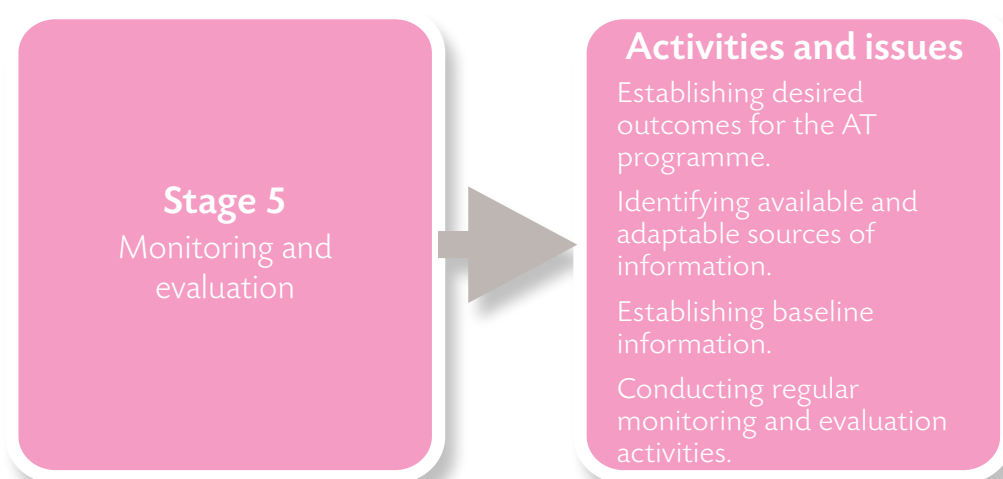 Stage 5
Monitoring and
evaluation
Activities and issues
Establishing desired
outcomes for the AT
programme.
Identifying available and
adaptable sources of
information.
Establishing baseline
information.
Conducting regular
monitoring and evaluation
activities.